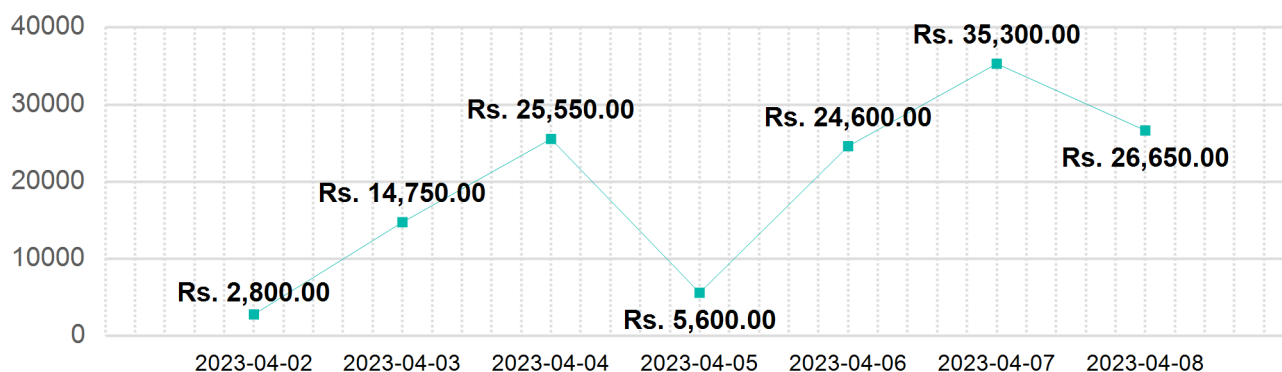 40000
Rs. 35,300.00
30000
Rs. 25,550.00
Rs. 24,600.00
Rs. 26,650.00
20000
Rs. 14,750.00
10000
Rs. 2,800.00
Rs. 5,600.00
0
2023-04-02 2023-04-03 2023-04-04 2023-04-05 2023-04-06 2023-04-07 2023-04-08